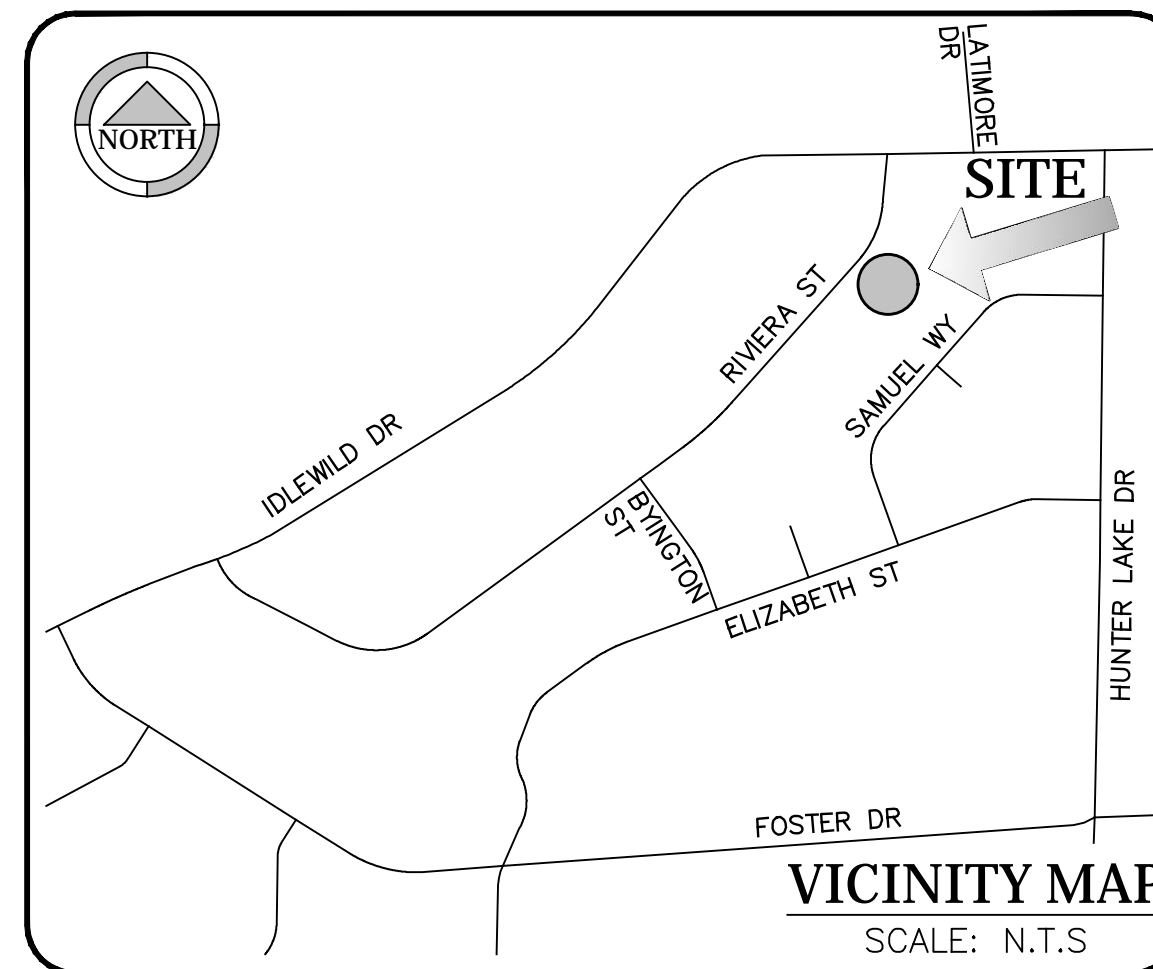 LATIMORE
DR
NORTH
SITE
RIVIERA ST
SAMUEL WY
IDLEWILD DR
BYINGTON
ST
HUNTER LAKE DR
ELIZABETH ST
FOSTER DR
VICINITY MAP
SCALE: N.T.S